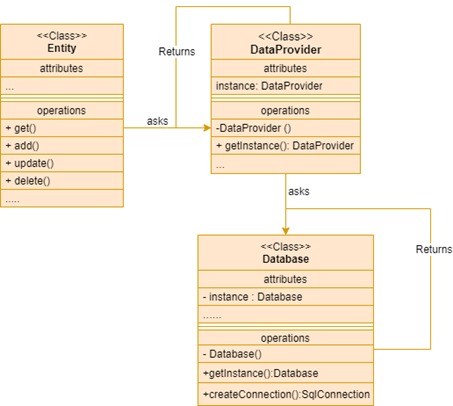 <<Class>>
Entity
attributes
...
operations
+ get()
+ add()
+ update()
+ delete()
.....
Returns
asks
<<Class>>
DataProvider
attributes
instance: DataProvider
operations
-DataProvider ()
+ getInstance(): DataProvider
...
asks
<<Class>>
Database
attributes
- instance : Database
......
operations
- Database()
+getInstance():Database
+createConnection():SqlConnection
Returns